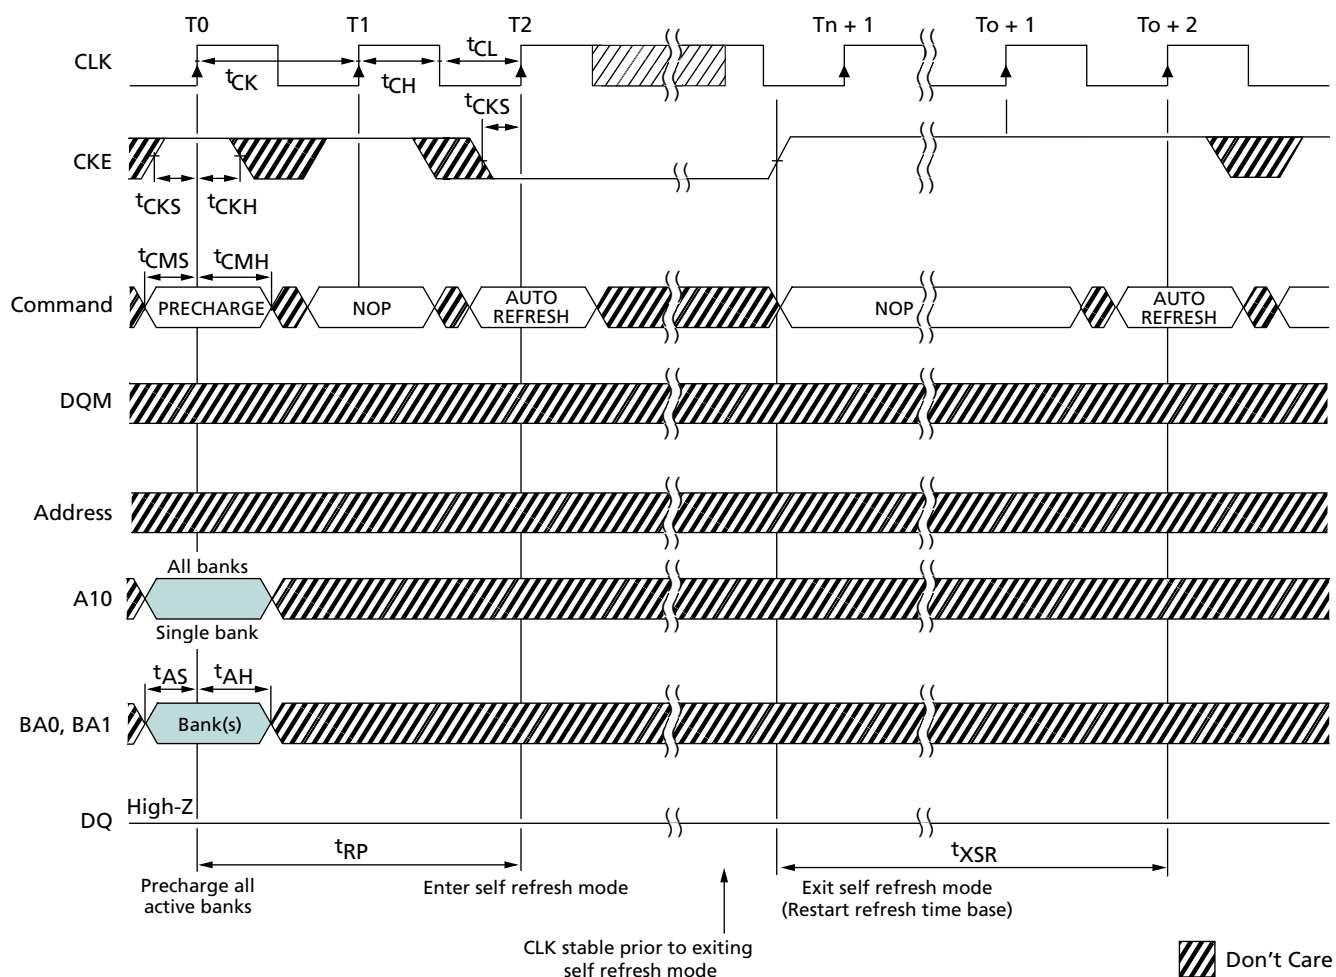 T0
T1
T2
Tn + 1
To + 1
To + 2
CLK
tCK
tCH
tCL
tCKS
CKE
tCKS
tCKH
tCMS
tCMH
Command
PRECHARGE
NOP
AUTO
REFRESH
NOP
AUTO
REFRESH
DQM
Address
All banks
A10
Single bank
tAS
tAH
BA0, BA1
Bank(s)
High-Z
DQ
tRP
tXSR
Precharge all
active banks
Enter self refresh mode
Exit self refresh mode
(Restart refresh time base)
CLK stable prior to exiting
self refresh mode
Don't Care